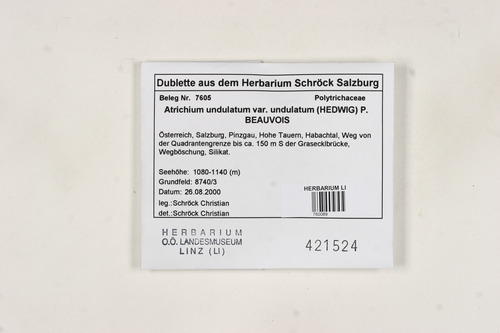 Dublette aus dem Herbarium Schröck Salzburg
Beleg Nr. 7605 Polytrichaceae
Atrichium undulatum var. undulatum (HEDWIG) P.
BEAUVOIS
Österreich, Salzburg, Pinzgau, Hohe Tauern, Habachtal, Weg von
der Quadrantengrenze bis ca. 150 m S der Grasecklbrücke,
Wegböschung, Silikat.
Seehöhe: 1080-1140 (m)
Grundfeld: 8740/3
Datum: 26.08.2000
leg.:Schröck Christian
det.:Schröck Christian
HERBARIUM LI
760089
HERBARIUM
O.Ö. LANDESMUSEUM
LINZ (LI)
421524